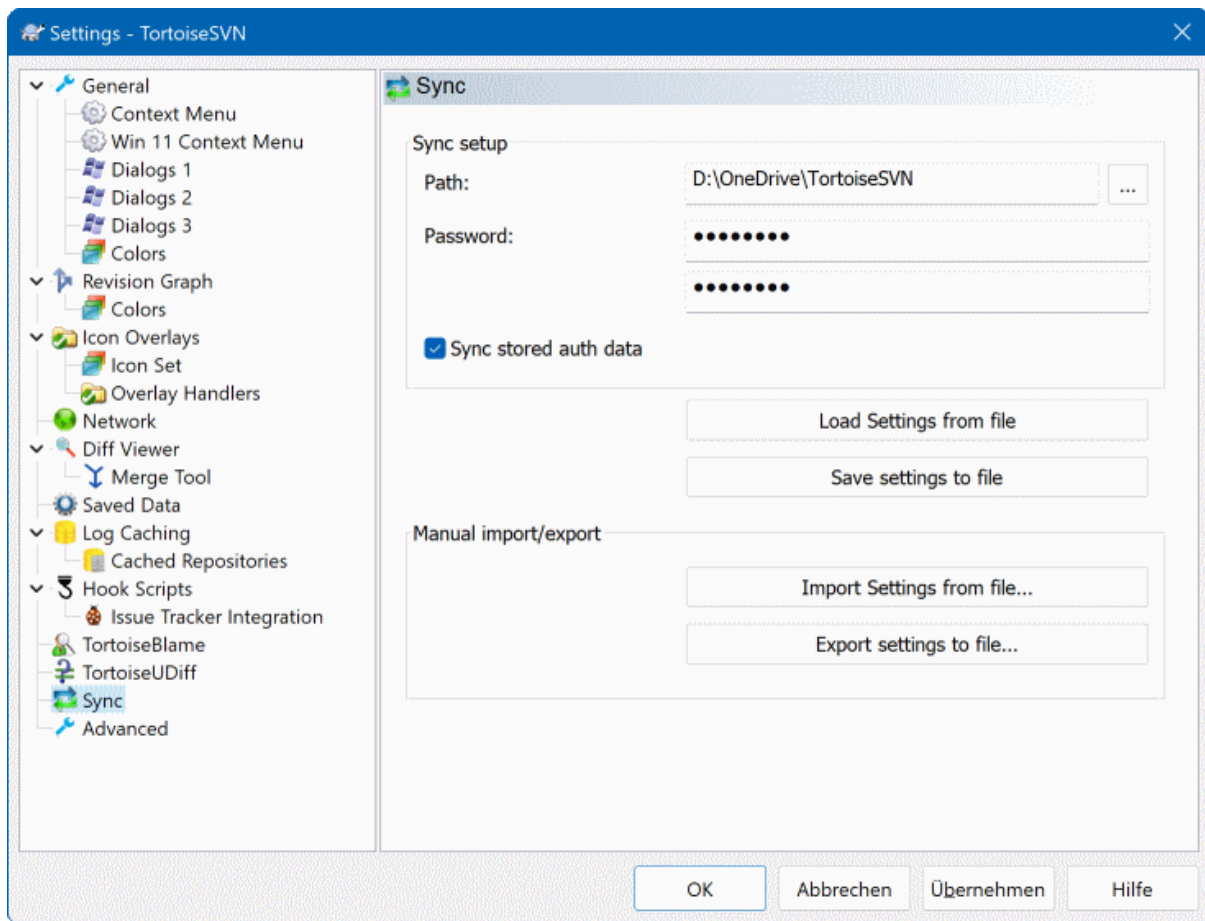 Settings - TortoiseSVN
General
Context Menu
Win 11 Context Menu
Dialogs 1
Dialogs 2
Dialogs 3
Colors
Revision Graph
Colors
Icon Overlays
Icon Set
Overlay Handlers
Network
Diff Viewer
Merge Tool
Saved Data
Log Caching
Cached Repositories
Hook Scripts
Issue Tracker Integration
TortoiseBlame
TortoiseUDiff
Sync
Advanced
Sync
Sync setup
Path: D:\OneDrive\TortoiseSVN ...
Password: ●●●●●●●●
●●●●●●●●
Sync stored auth data
Load Settings from file
Save settings to file
Manual import/export
Import Settings from file...
Export settings to file...
OK Abbrechen Übernehmen Hilfe